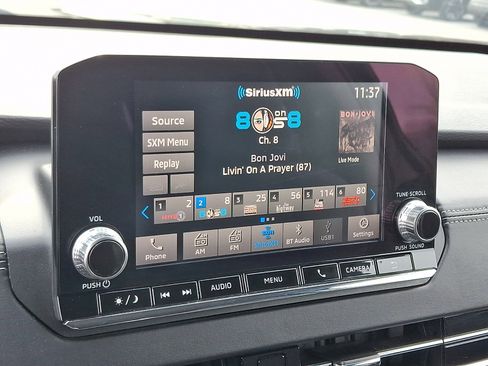 SiriusXM
11:37
Source
SXM Menu
Replay
8 on 8
Ch. 8
BON JOVI
Bon Jovi
Livin' On A Prayer (87)
Live Mode
1 2
2 8
3 25
4 56
5 114
6 80
VOL
TUNE SCROLL
Phone
AM
FM
SiriusXM
BT Audio
USB1
Settings
PUSH
PUSH SOUND
AUDIO
MENU
CAMERA